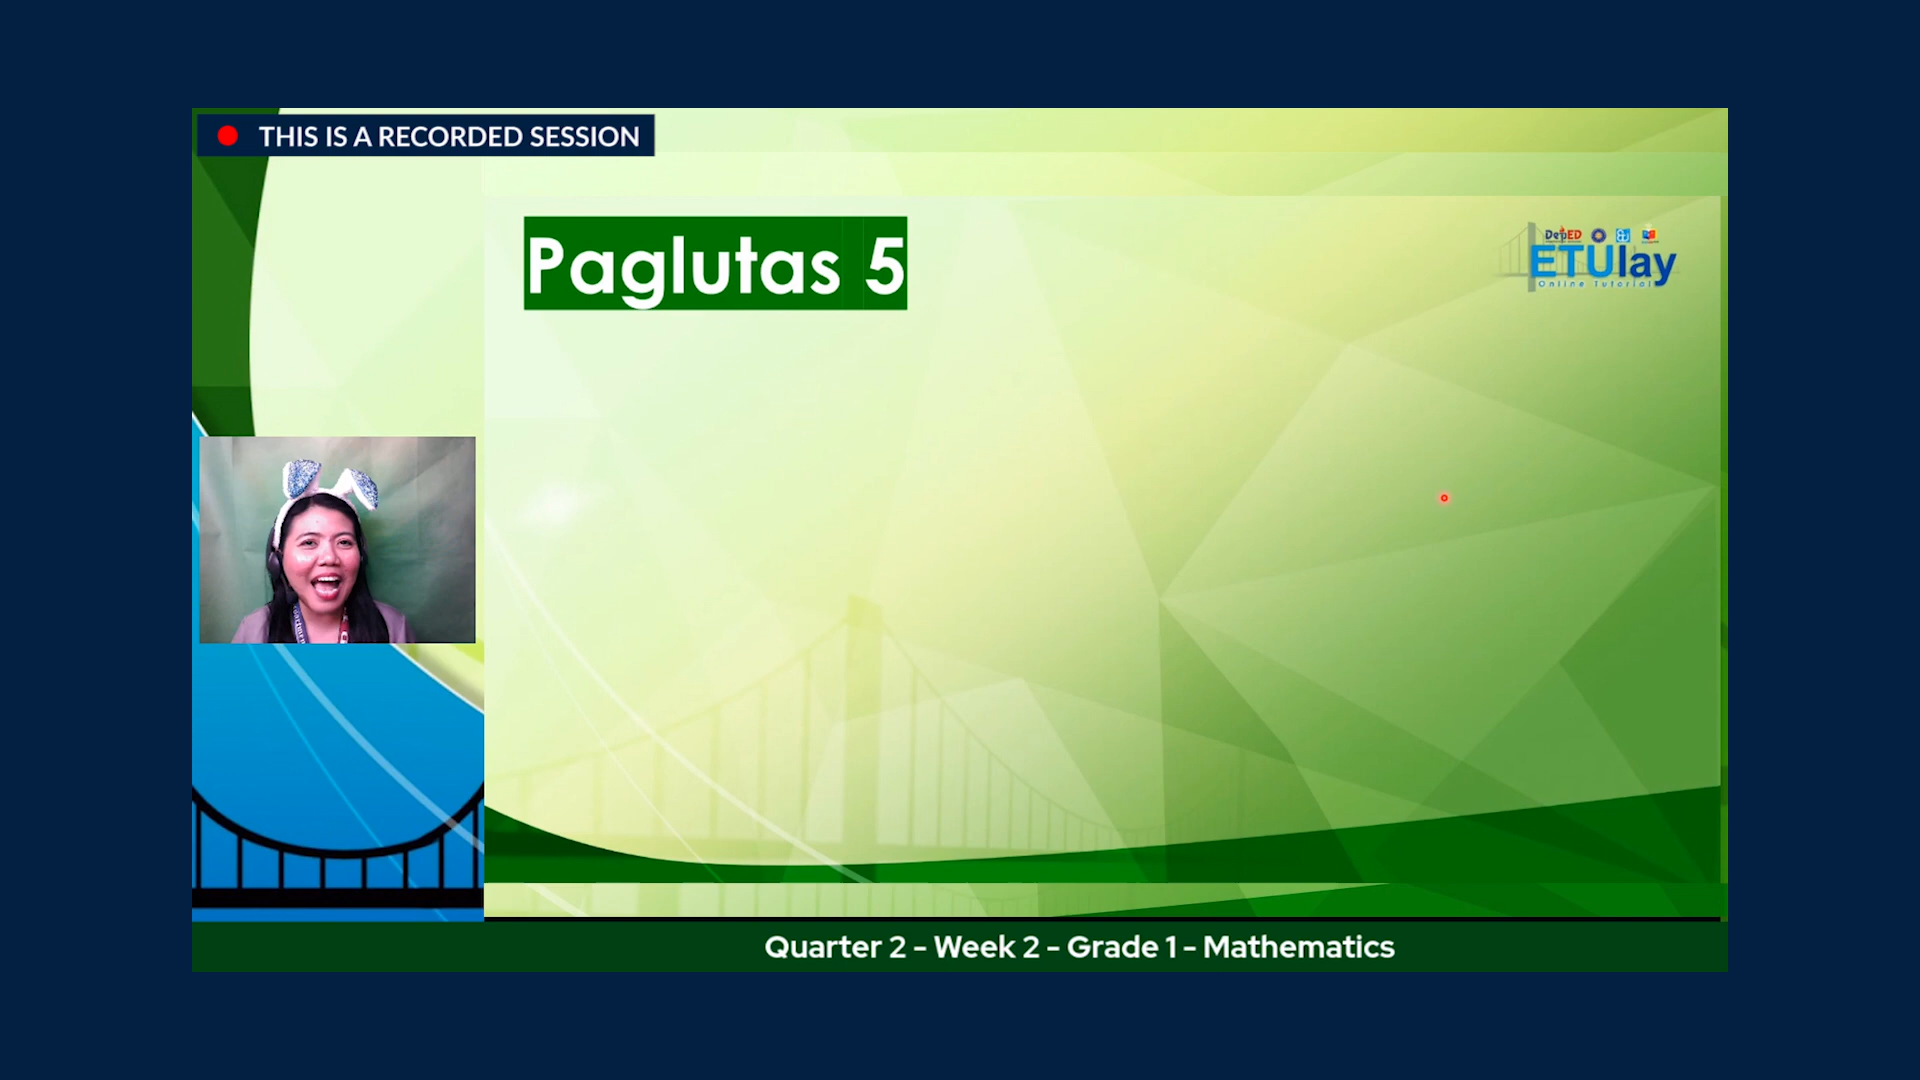 THIS IS A RECORDED SESSION
Paglutas 5
DepED
ETUlay
Online Tutorial
Quarter 2 - Week 2 - Grade 1 - Mathematics